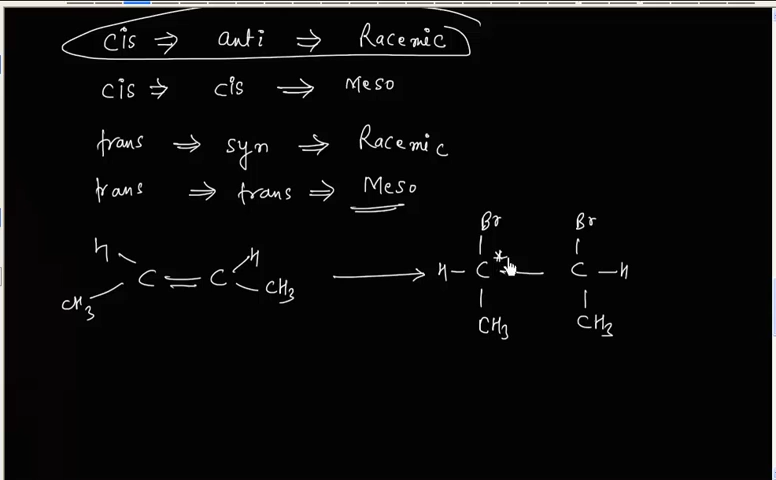 cis ⇒ anti ⇒ Racemic
cis ⇒ cis ⇒ Meso
trans ⇒ syn ⇒ Racemic
trans ⇒ trans ⇒ Meso
Br Br
H H
C = C → H – C* – C – H
CH3 CH3
CH3 CH3